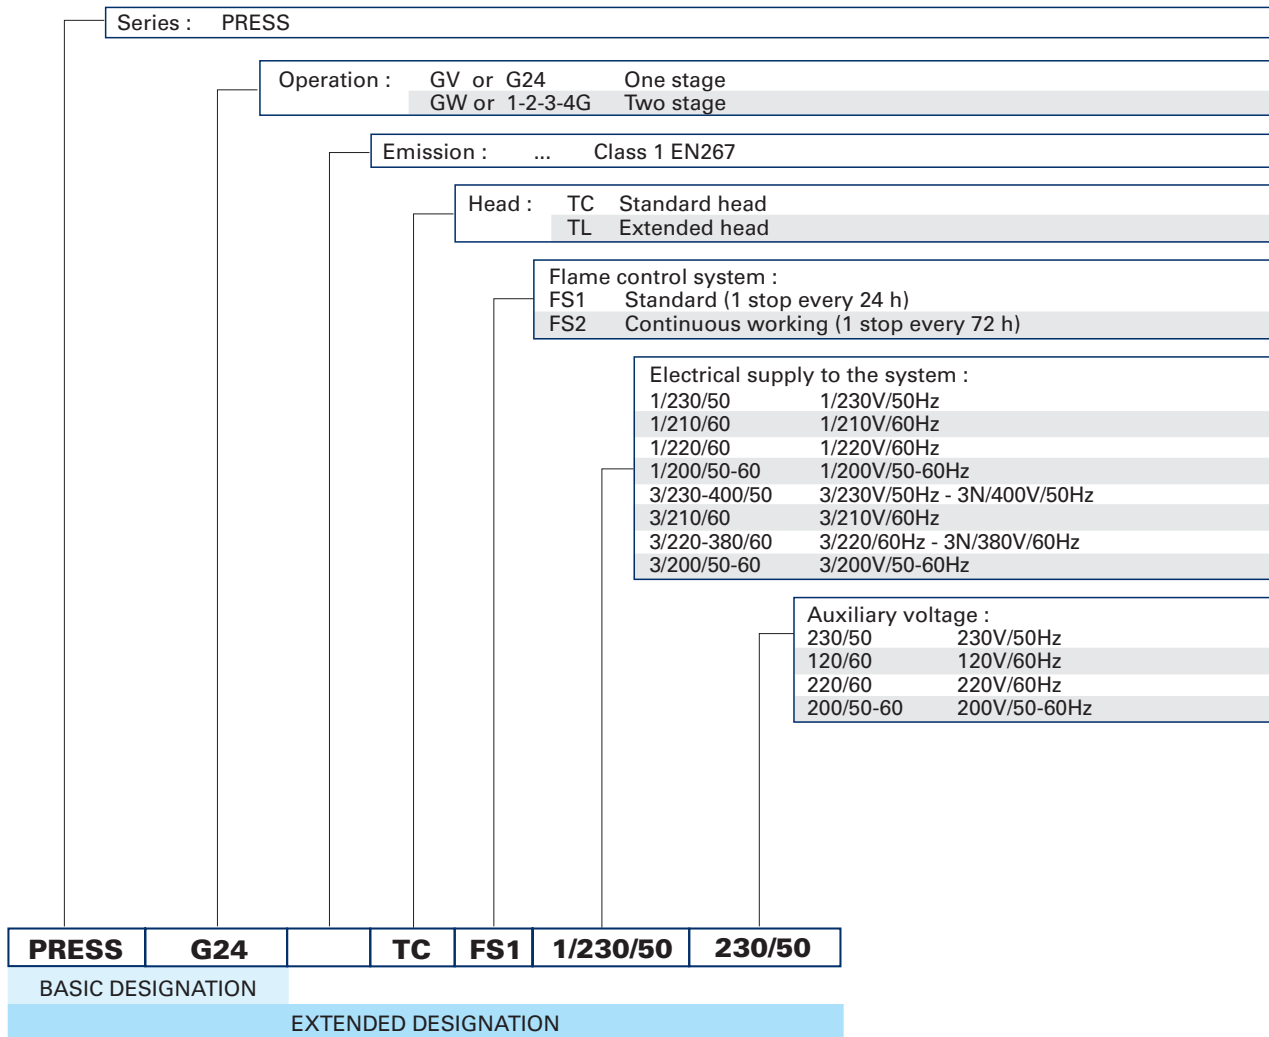 Series : PRESS
Operation : GV or G24 One stage
GW or 1-2-3-4G Two stage
Emission : ... Class 1 EN267
Head : TC Standard head
TL Extended head
Flame control system :
FS1 Standard (1 stop every 24 h)
FS2 Continuous working (1 stop every 72 h)
Electrical supply to the system :
1/230/50 1/230V/50Hz
1/210/60 1/210V/60Hz
1/220/60 1/220V/60Hz
1/200/50-60 1/200V/50-60Hz
3/230-400/50 3/230V/50Hz - 3N/400V/50Hz
3/210/60 3/210V/60Hz
3/220-380/60 3/220/60Hz - 3N/380V/60Hz
3/200/50-60 3/200V/50-60Hz
Auxiliary voltage :
230/50 230V/50Hz
120/60 120V/60Hz
220/60 220V/60Hz
200/50-60 200V/50-60Hz
PRESS G24 TC FS1 1/230/50 230/50
BASIC DESIGNATION
EXTENDED DESIGNATION